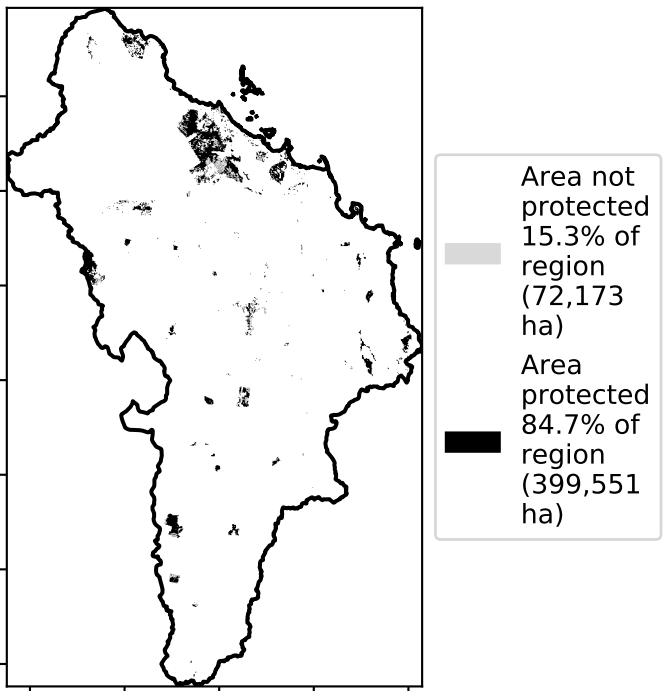 Area not
protected
15.3% of
region
(72,173
ha)
Area
protected
84.7% of
region
(399,551
ha)